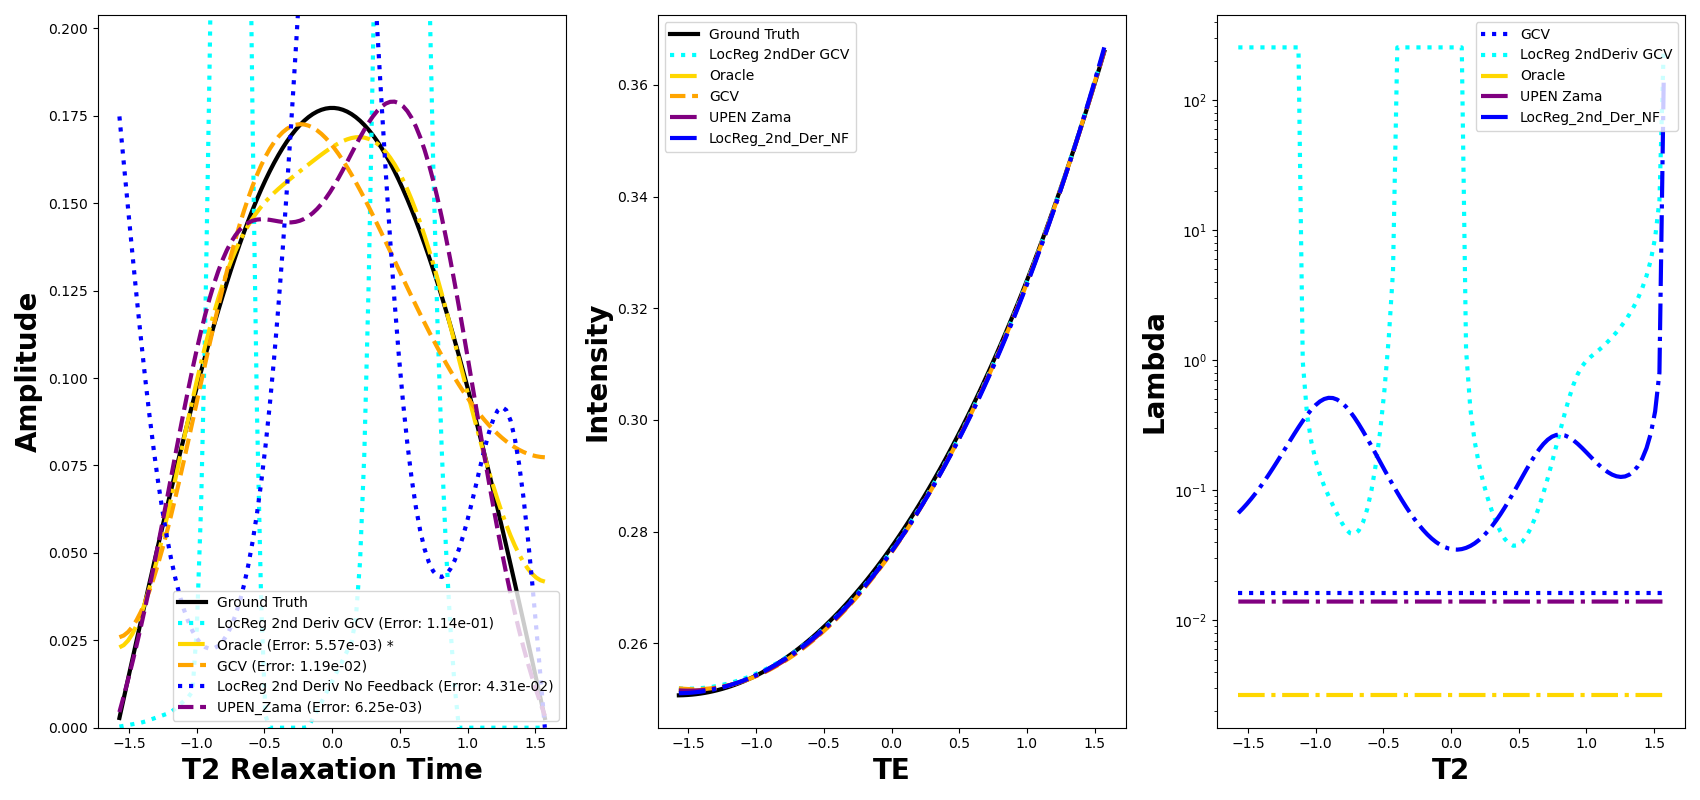 Amplitude
0.200
0.175
0.150
0.125
0.100
0.075
0.050
0.025
0.000
−1.5 −1.0 −0.5 0.0 0.5 1.0 1.5
T2 Relaxation Time
Ground Truth
LocReg 2nd Deriv GCV (Error: 1.14e-01)
Oracle (Error: 5.57e-03) *
GCV (Error: 1.19e-02)
LocReg 2nd Deriv No Feedback (Error: 4.31e-02)
UPEN_Zama (Error: 6.25e-03)
Intensity
0.36
0.34
0.32
0.30
0.28
0.26
−1.5 −1.0 −0.5 0.0 0.5 1.0 1.5
TE
Ground Truth
LocReg 2ndDer GCV
Oracle
GCV
UPEN Zama
LocReg_2nd_Der_NF
Lambda
10²
10¹
10⁰
10⁻¹
10⁻²
−1.5 −1.0 −0.5 0.0 0.5 1.0 1.5
T2
GCV
LocReg 2ndDeriv GCV
Oracle
UPEN Zama
LocReg_2nd_Der_NF